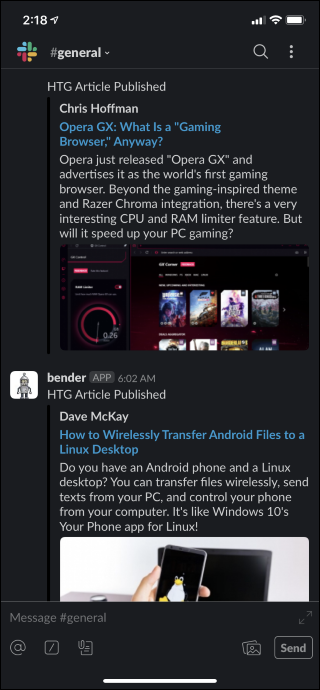 2:18
#general
HTG Article Published
Chris Hoffman
Opera GX: What Is a "Gaming
Browser," Anyway?
Opera just released "Opera GX" and
advertises it as the world's first gaming
browser. Beyond the gaming-inspired theme
and Razer Chroma integration, there's a very
interesting CPU and RAM limiter feature. But
will it speed up your PC gaming?
GX Corner
0.26
bender APP 6:02 AM
HTG Article Published
Dave McKay
How to Wirelessly Transfer Android Files to a
Linux Desktop
Do you have an Android phone and a Linux
desktop? You can transfer files wirelessly, send
texts from your PC, and control your phone
from your computer. It's like Windows 10's
Your Phone app for Linux!
Message #general
@
Send